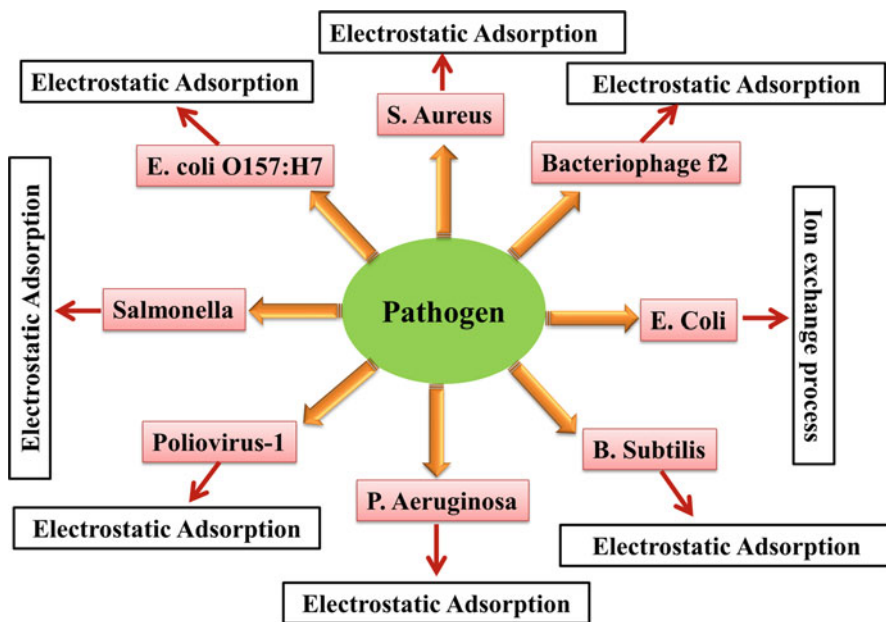 Electrostatic Adsorption
Electrostatic Adsorption
Electrostatic Adsorption
S. Aureus
E. coli O157:H7
Bacteriophage f2
Electrostatic Adsorption
Salmonella
Pathogen
E. Coli
Ion exchange process
Poliovirus-1
B. Subtilis
P. Aeruginosa
Electrostatic Adsorption
Electrostatic Adsorption
Electrostatic Adsorption